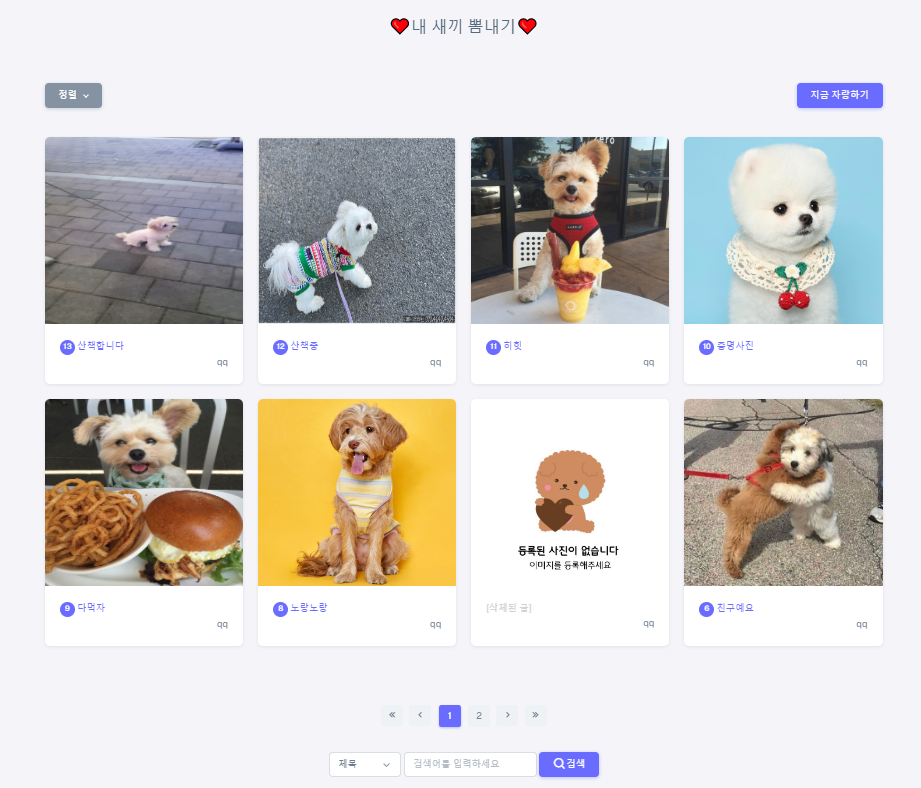 내 새끼 뽐내기
정렬
지금 자랑하기
zero
13 산책합니다
qq
12 산책중
qq
11 히힛
qq
10 증명사진
qq
등록된 사진이 없습니다
이미지를 등록해주세요
9 다먹자
qq
8 노랑노랑
qq
[삭제된 글]
qq
6 친구예요
qq
« ‹ 1 2 › »
제목
검색어를 입력하세요
검색